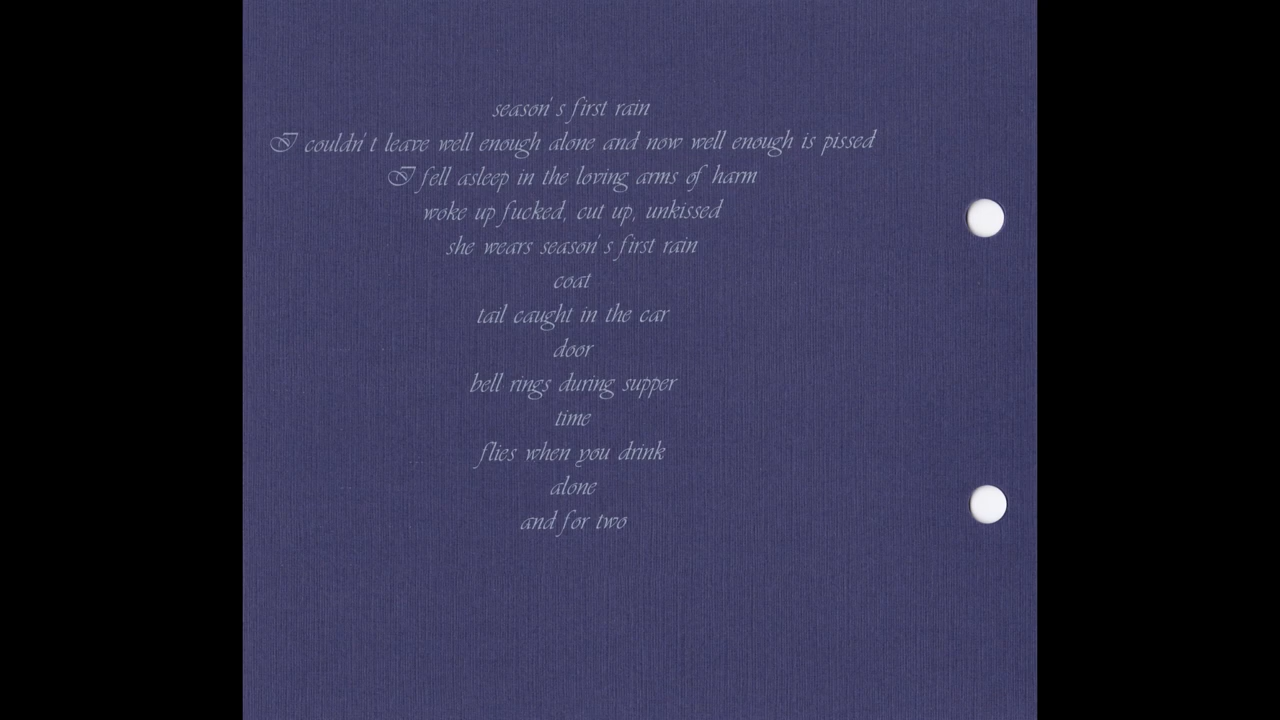 season's first rain
I couldn't leave well enough alone and now well enough is pissed
I fell asleep in the loving arms of harm
woke up fucked, cut up, unkissed
she wears season's first rain
coat
tail caught in the car
door
bell rings during supper
time
flies when you drink
alone
and for two